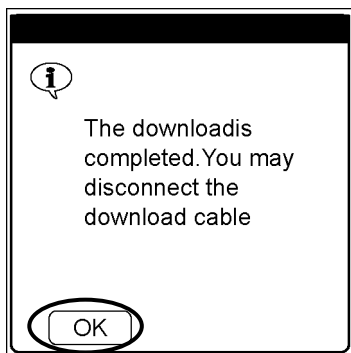 The downloadis
completed.You may
disconnect the
download cable
OK